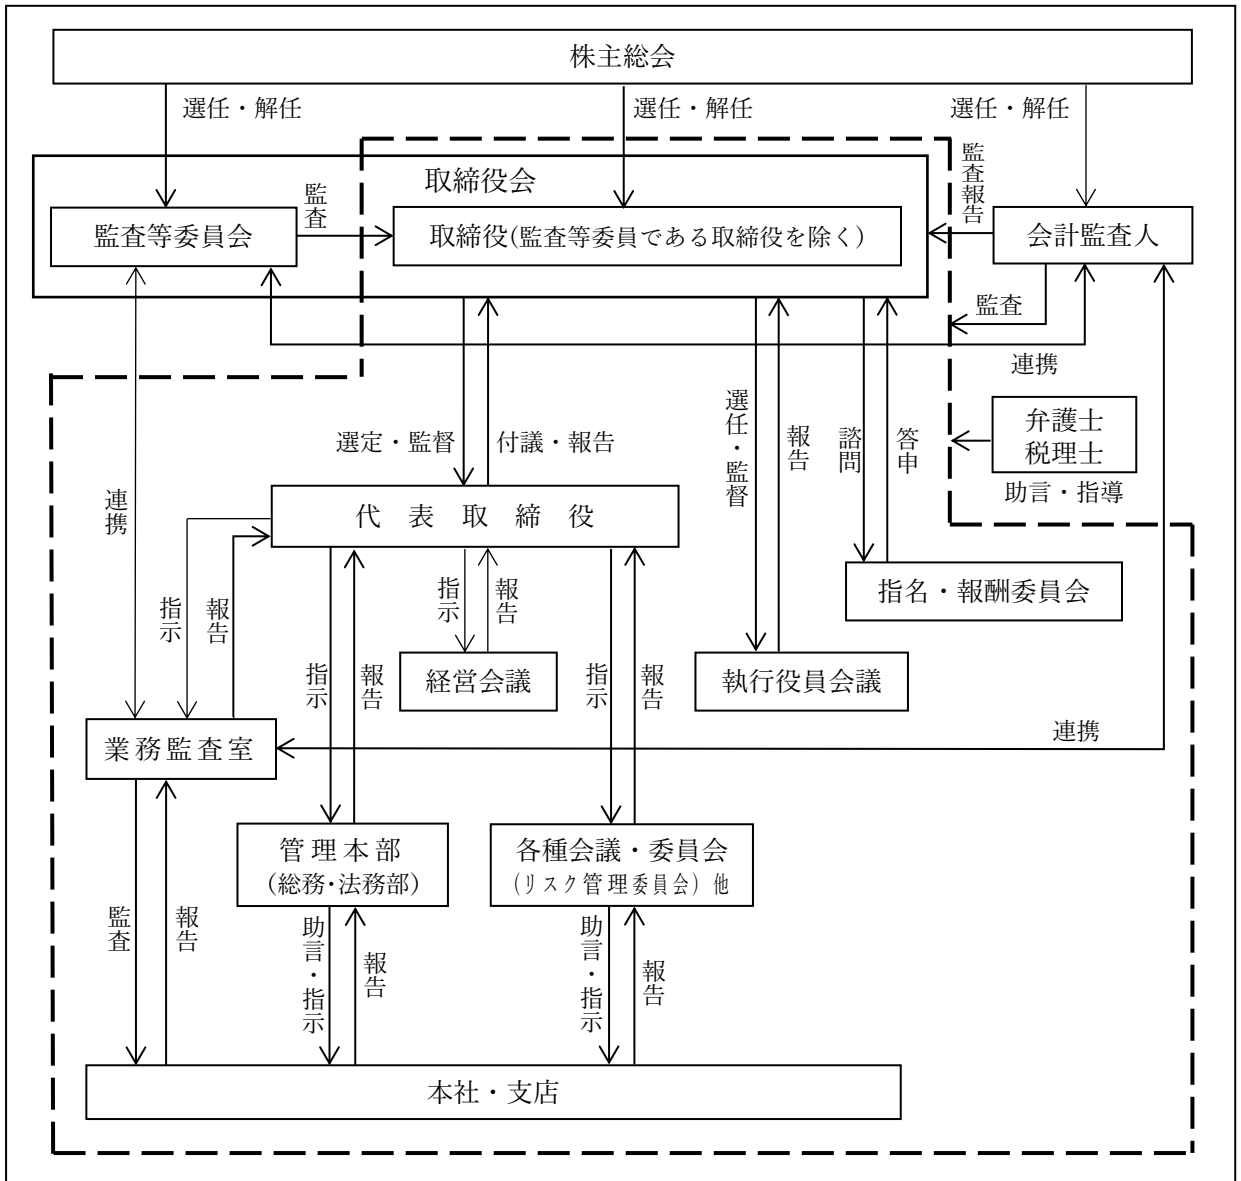 株主総会
選任・解任
選任・解任
選任・解任
取締役会
監査
監査報告
監査等委員会
取締役(監査等委員である取締役を除く)
会計監査人
監査
連携
選任・監督
報告
諮問
答申
弁護士
税理士
助言・指導
選定・監督
付議・報告
連携
代表取締役
指示
報告
指示
報告
指名・報酬委員会
指示
報告
経営会議
指示
報告
執行役員会議
業務監査室
連携
管理本部
(総務・法務部)
各種会議・委員会
(リスク管理委員会)他
監査
報告
助言・指示
報告
助言・指示
報告
本社・支店